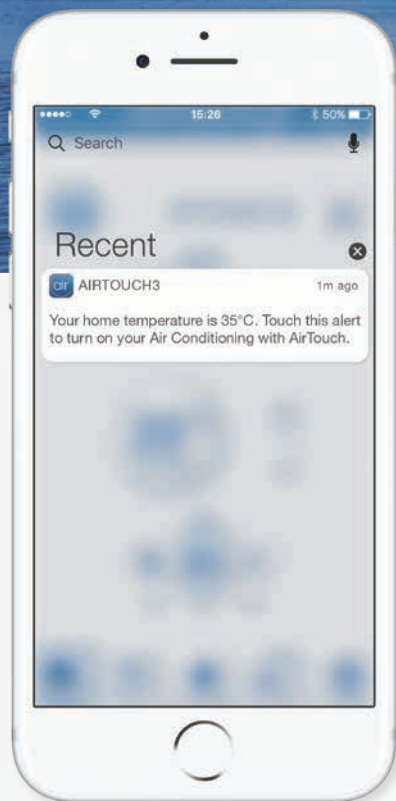 15:26
50%
Search
Recent
air
AIRTOUCH3
1m ago
Your home temperature is 35°C. Touch this alert
to turn on your Air Conditioning with AirTouch.